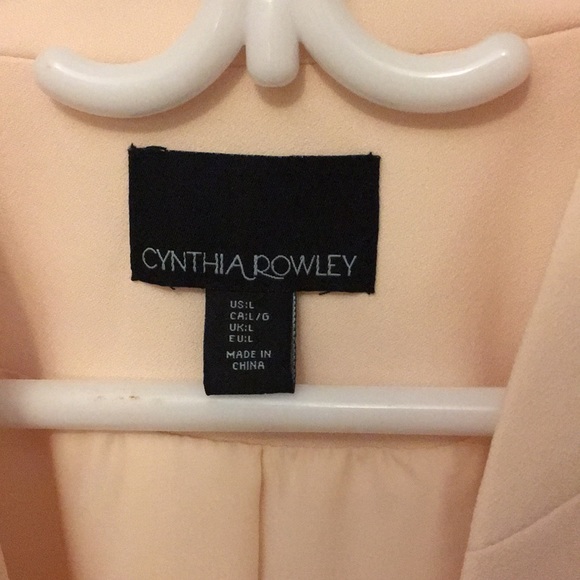 CYNTHIA ROWLEY
US:L
CA:L/G
UK:L
EU:L
MADE IN
CHINA